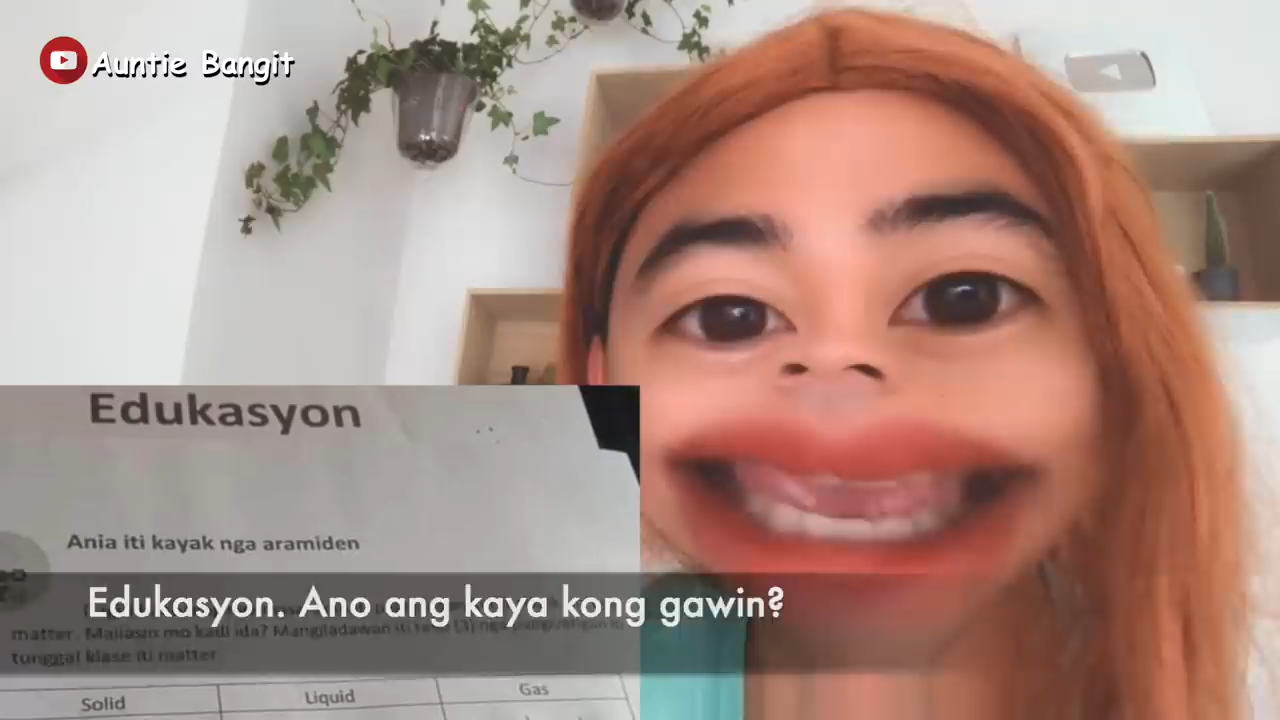 Auntie Bangit
Edukasyon
Ania iti kayak nga aramiden
Edukasyon. Ano ang kaya kong gawin?
matter. Maliasis mo kadi ida? Mangiladawan iti tallo (3) nga
tunggal klase iti matter
Solid Liquid Gas